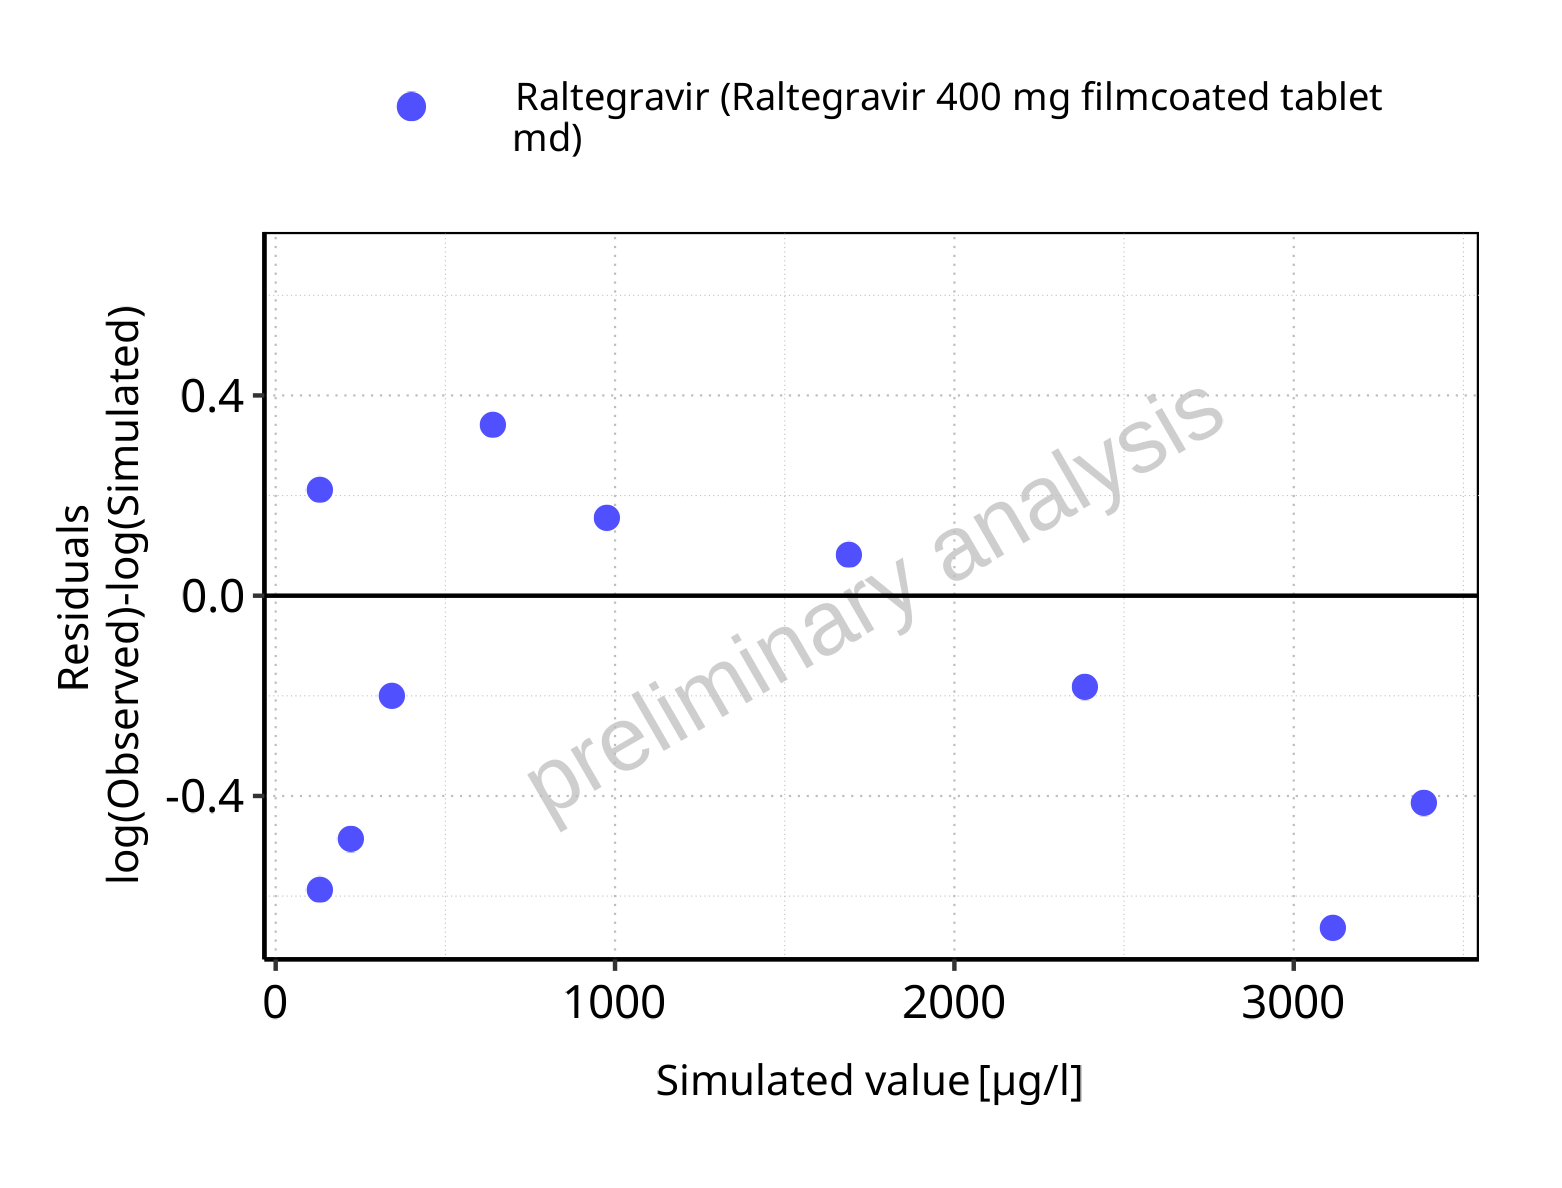 Raltegravir (Raltegravir 400 mg filmcoated tablet
md)
Residuals
log(Observed)-log(Simulated)
0.4
0.0
-0.4
preliminary analysis
0 1000 2000 3000
Simulated value [µg/l]